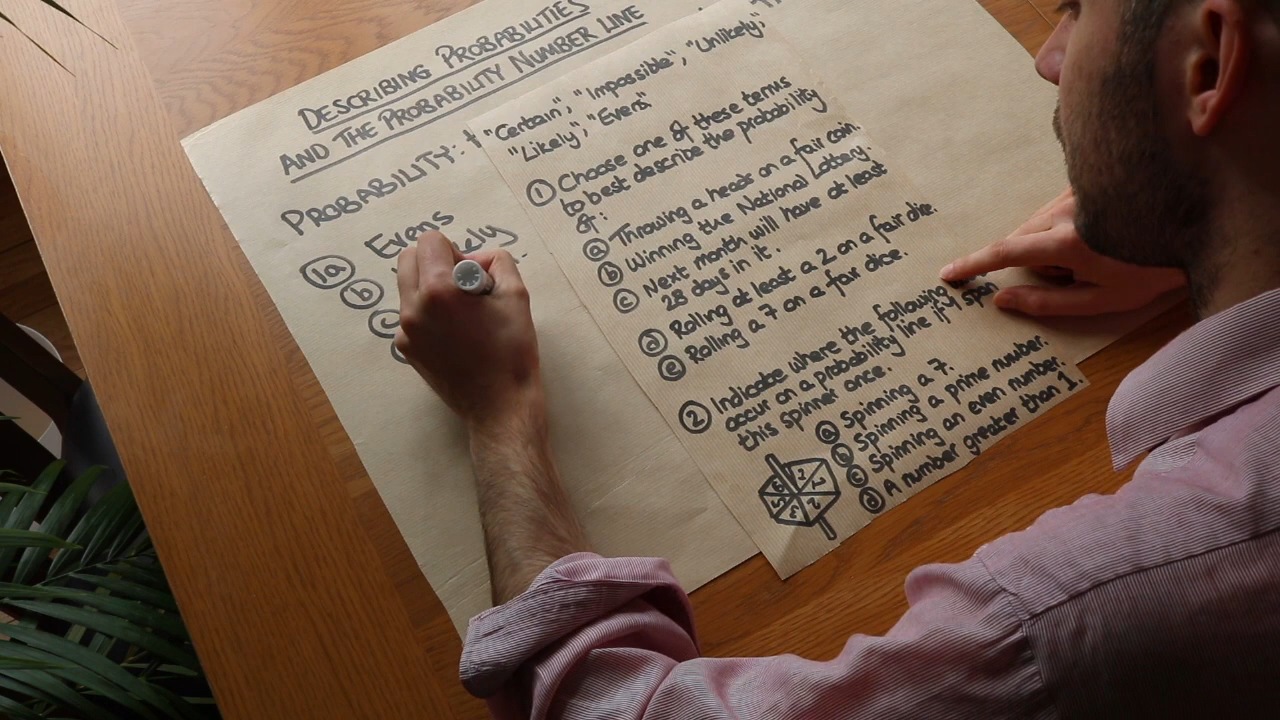 DESCRIBING PROBABILITIES
AND THE PROBABILITY NUMBER LINE
PROBABILITY:
1a Evens
b
c
"Certain", "Impossible", "Unlikely",
"Likely", "Evens".
1 Choose one of these terms
to best describe the probability
of:
a Throwing a heads on a fair coin.
b Winning the National Lottery.
c Next month will have at least
28 days in it.
d Rolling at least a 2 on a fair dice.
e Rolling a 7 on a fair dice.
2 Indicate where the following
occur on a probability line if I spin
this spinner once.
a Spinning a 7.
b Spinning a prime number.
c Spinning an even number.
d A number greater than 1.